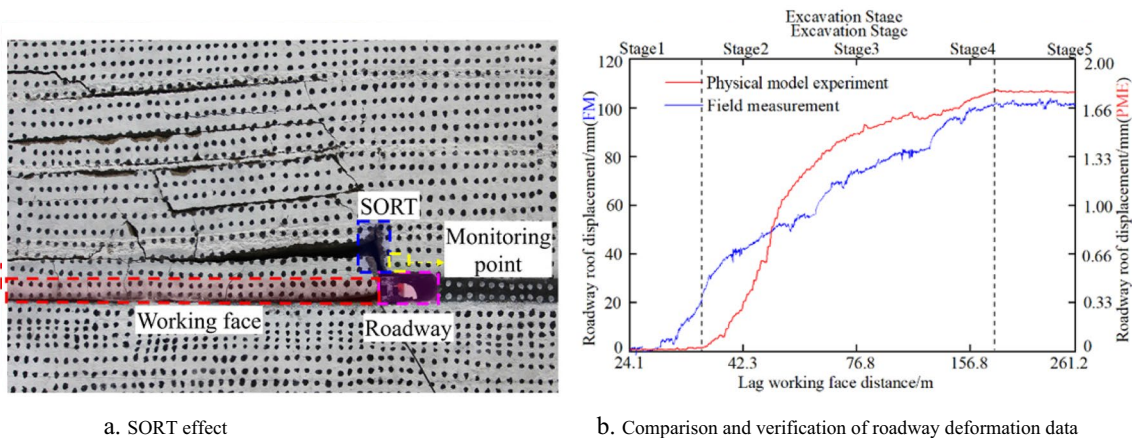 SORT
Monitoring
point
Working face
Roadway
Excavation Stage
Excavation Stage
Stage1 Stage2 Stage3 Stage4 Stage5
120 2.00
Physical model experiment
Field measurement
100 1.66
80 1.33
60 1.00
40 0.66
20 0.33
0 0
24.1 42.3 76.8 156.8 261.2
Lag working face distance/m
Roadway roof displacement/mm(FM)
Roadway roof displacement/mm(PME)
a. SORT effect
b. Comparison and verification of roadway deformation data